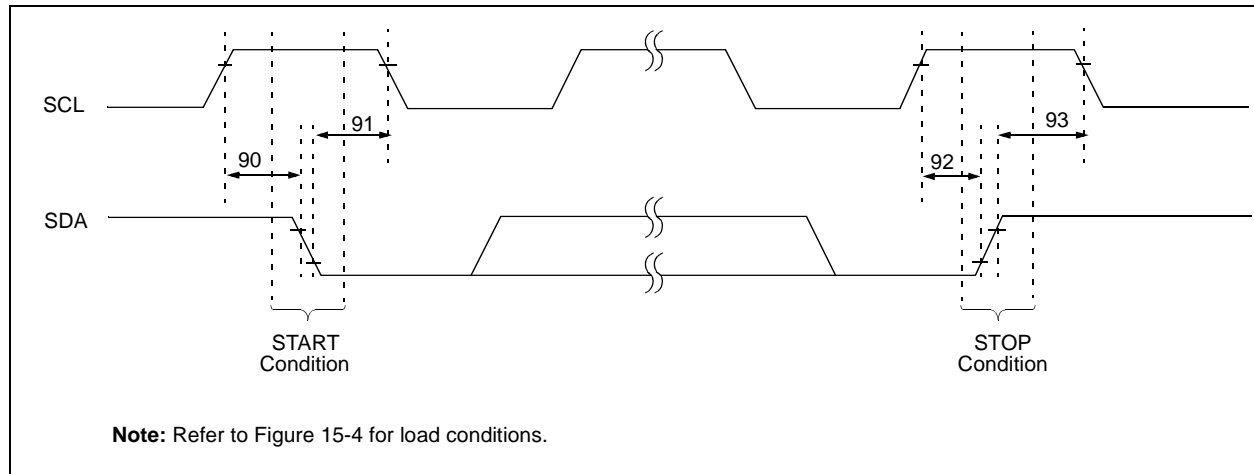 SCL
91
93
90
92
SDA
START
Condition
STOP
Condition
Note: Refer to Figure 15-4 for load conditions.